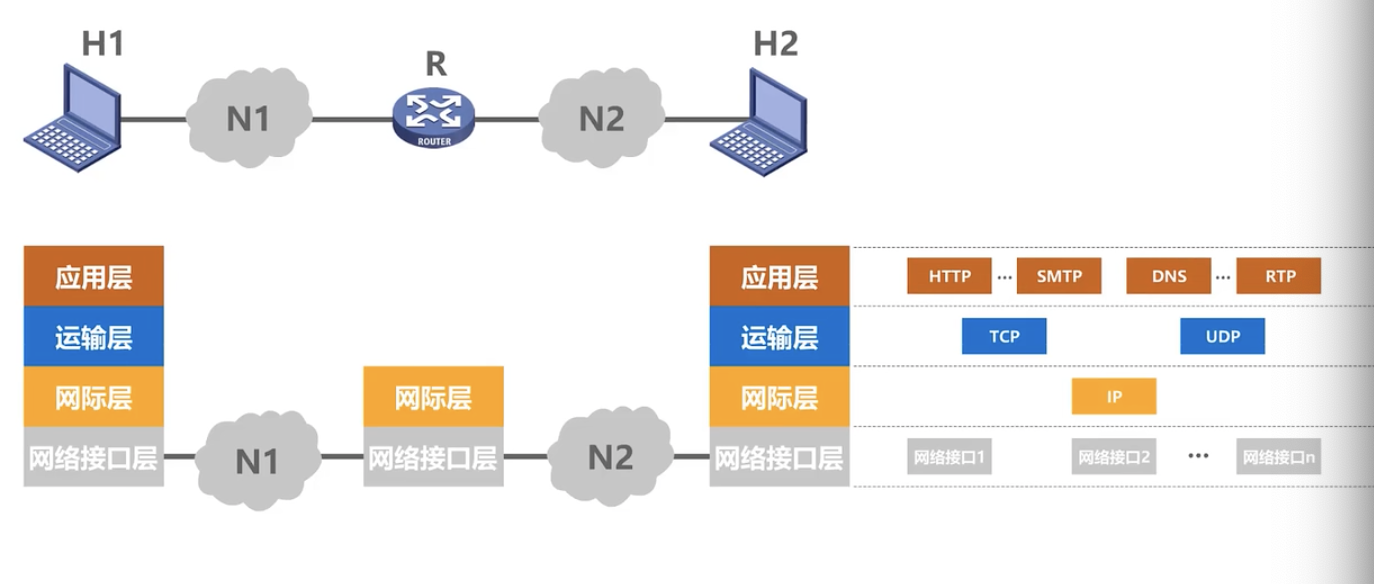 H1
R
H2
N1
N2
ROUTER
应用层
应用层
HTTP ... SMTP DNS ... RTP
运输层
运输层
TCP UDP
网际层
网际层
网际层
IP
网络接口层
N1
网络接口层
N2
网络接口层
网络接口1 网络接口2 ... 网络接口n